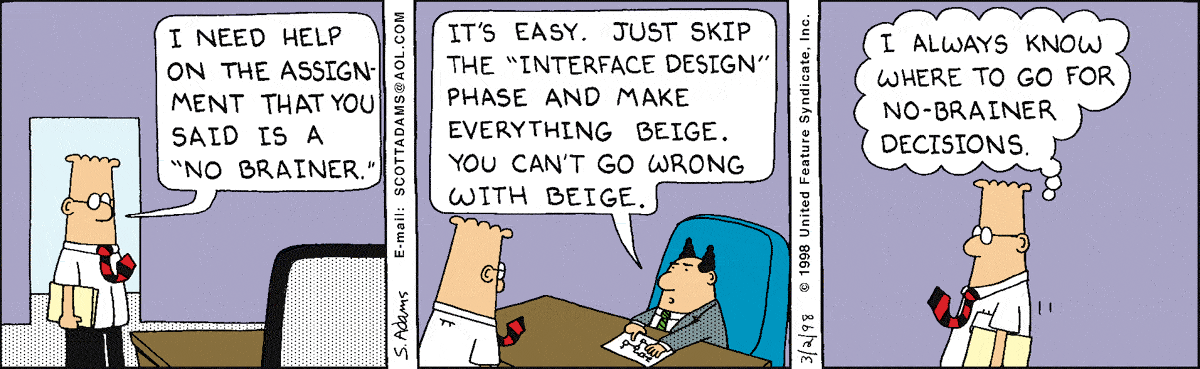 I NEED HELP
ON THE ASSIGN-
MENT THAT YOU
SAID IS A
"NO BRAINER."
S. Adams
E-mail: SCOTTADAMS@AOL.COM
IT'S EASY. JUST SKIP
THE "INTERFACE DESIGN"
PHASE AND MAKE
EVERYTHING BEIGE.
YOU CAN'T GO WRONG
WITH BEIGE.
3/2/98 © 1998 United Feature Syndicate, Inc.
I ALWAYS KNOW
WHERE TO GO FOR
NO-BRAINER
DECISIONS.